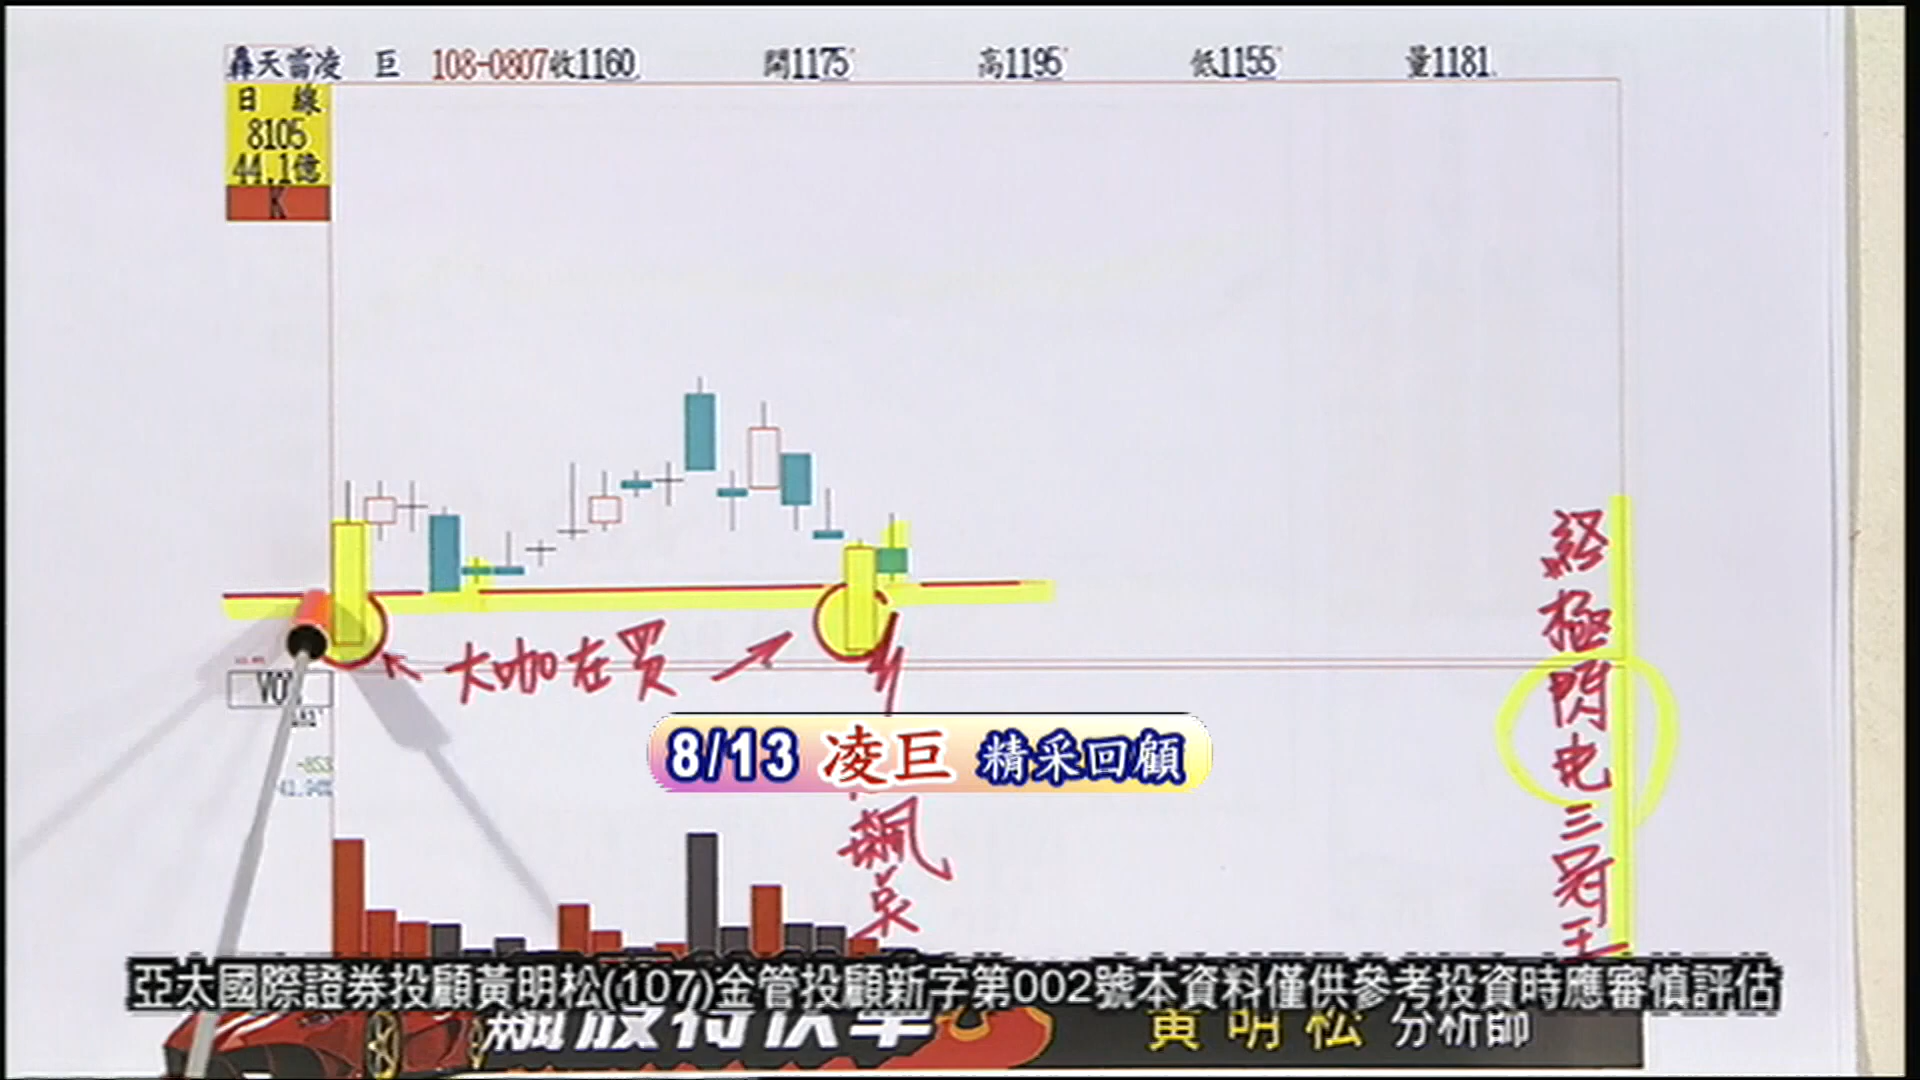 轟天雷凌 巨 108-0807收1160 開1175 高1195 低1155 量1181
日 線
8105
44.1億
K
大咖在買
終極閃电三冠王
-853
8/13 凌巨 精采回顧
飆
亞太國際證券投顧黃明松(107)金管投顧新字第002號本資料僅供參考投資時應審慎評估
黃明松 分析師